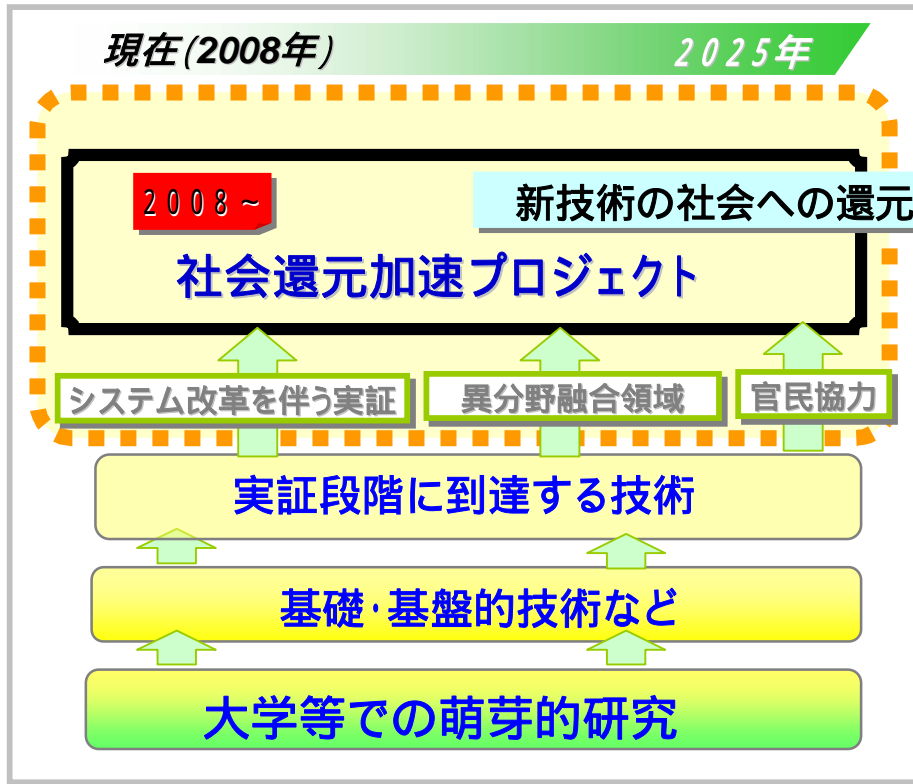 現在(2008年)
2025年
2008~
新技術の社会への還元
社会還元加速プロジェクト
システム改革を伴う実証
異分野融合領域
官民協力
実証段階に到達する技術
基礎・基盤的技術など
大学等での萌芽的研究